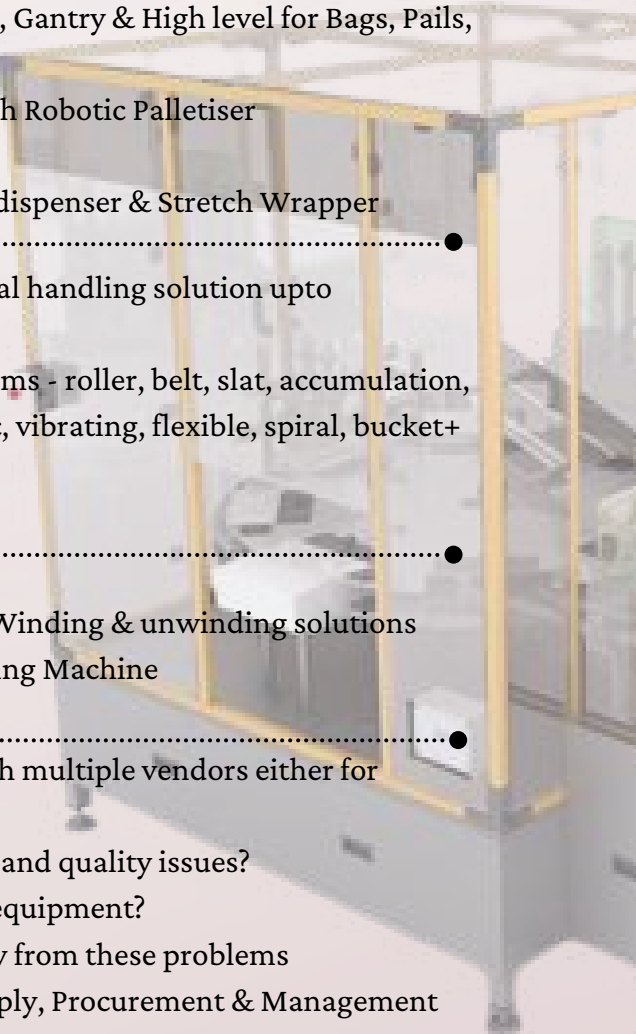 , Gantry & High level for Bags, Pails,
h Robotic Palletiser
dispenser & Stretch Wrapper
al handling solution upto
ms - roller, belt, slat, accumulation,
, vibrating, flexible, spiral, bucket+
Winding & unwinding solutions
ng Machine
h multiple vendors either for
and quality issues?
equipment?
y from these problems
ply, Procurement & Management